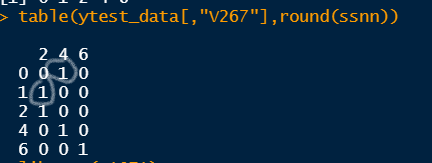 > table(ytest_data[,"V267"],round(ssnn))
2 4 6
0 0 1 0
1 1 0 0
2 1 0 0
4 0 1 0
6 0 0 1